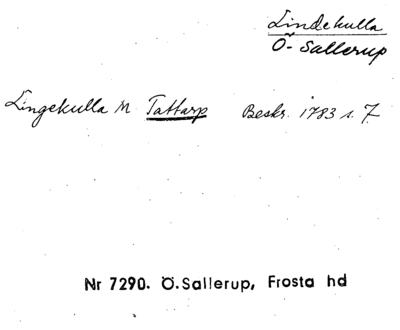 Lindekulla
Ö-Sallerup
Lingekulla M Tattarp Beskr. 1783 s. 7.
Nr 7290. Ö.Sallerup, Frosta hd